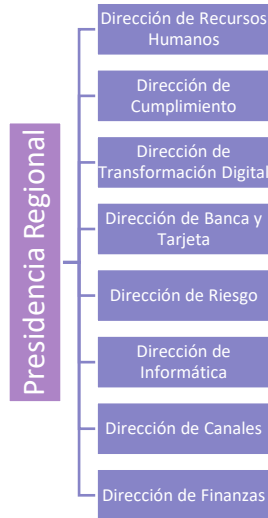 Presidencia Regional
Dirección de Recursos
Humanos
Dirección de
Cumplimiento
Dirección de
Transformación Digital
Dirección de Banca y
Tarjeta
Dirección de Riesgo
Dirección de
Informática
Dirección de Canales
Dirección de Finanzas